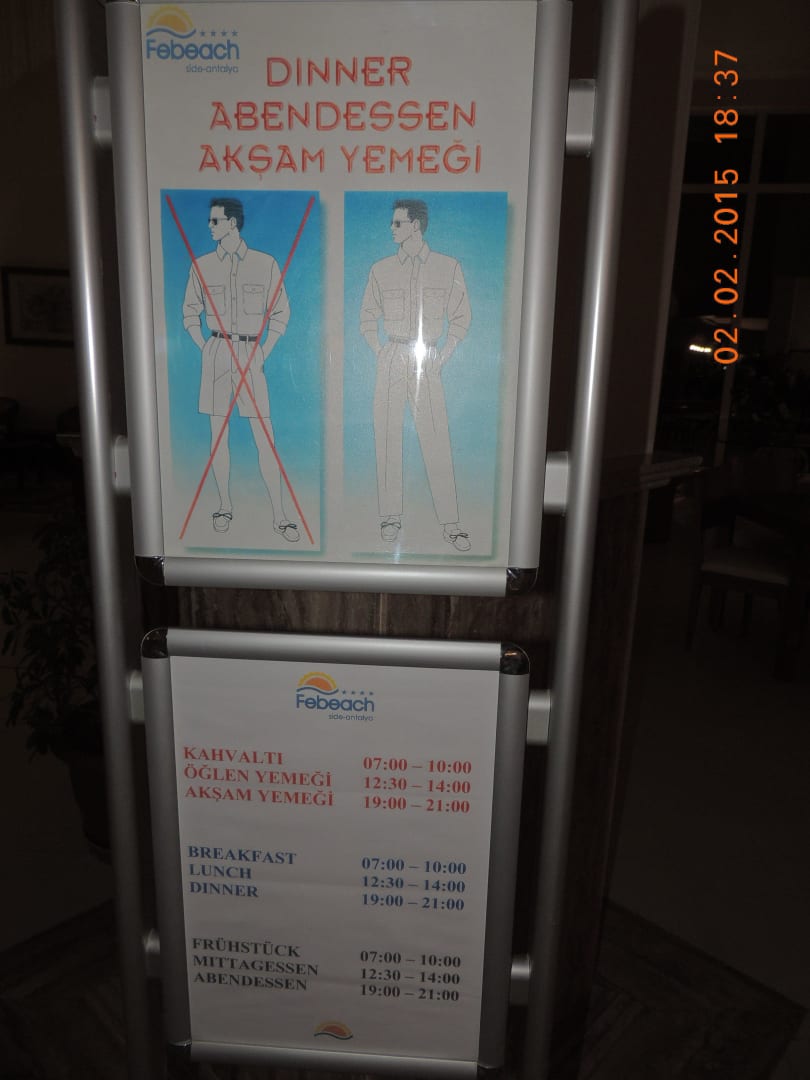 Febeach
side-antalya
DINNER
ABENDESSEN
AKŞAM YEMEĞİ
02.02.2015 18:37
Febeach
side-antalya
KAHVALTI 07:00 – 10:00
ÖĞLEN YEMEĞİ 12:30 – 14:00
AKŞAM YEMEĞİ 19:00 – 21:00
BREAKFAST 07:00 – 10:00
LUNCH 12:30 – 14:00
DINNER 19:00 – 21:00
FRÜHSTÜCK 07:00 – 10:00
MITTAGESSEN 12:30 – 14:00
ABENDESSEN 19:00 – 21:00